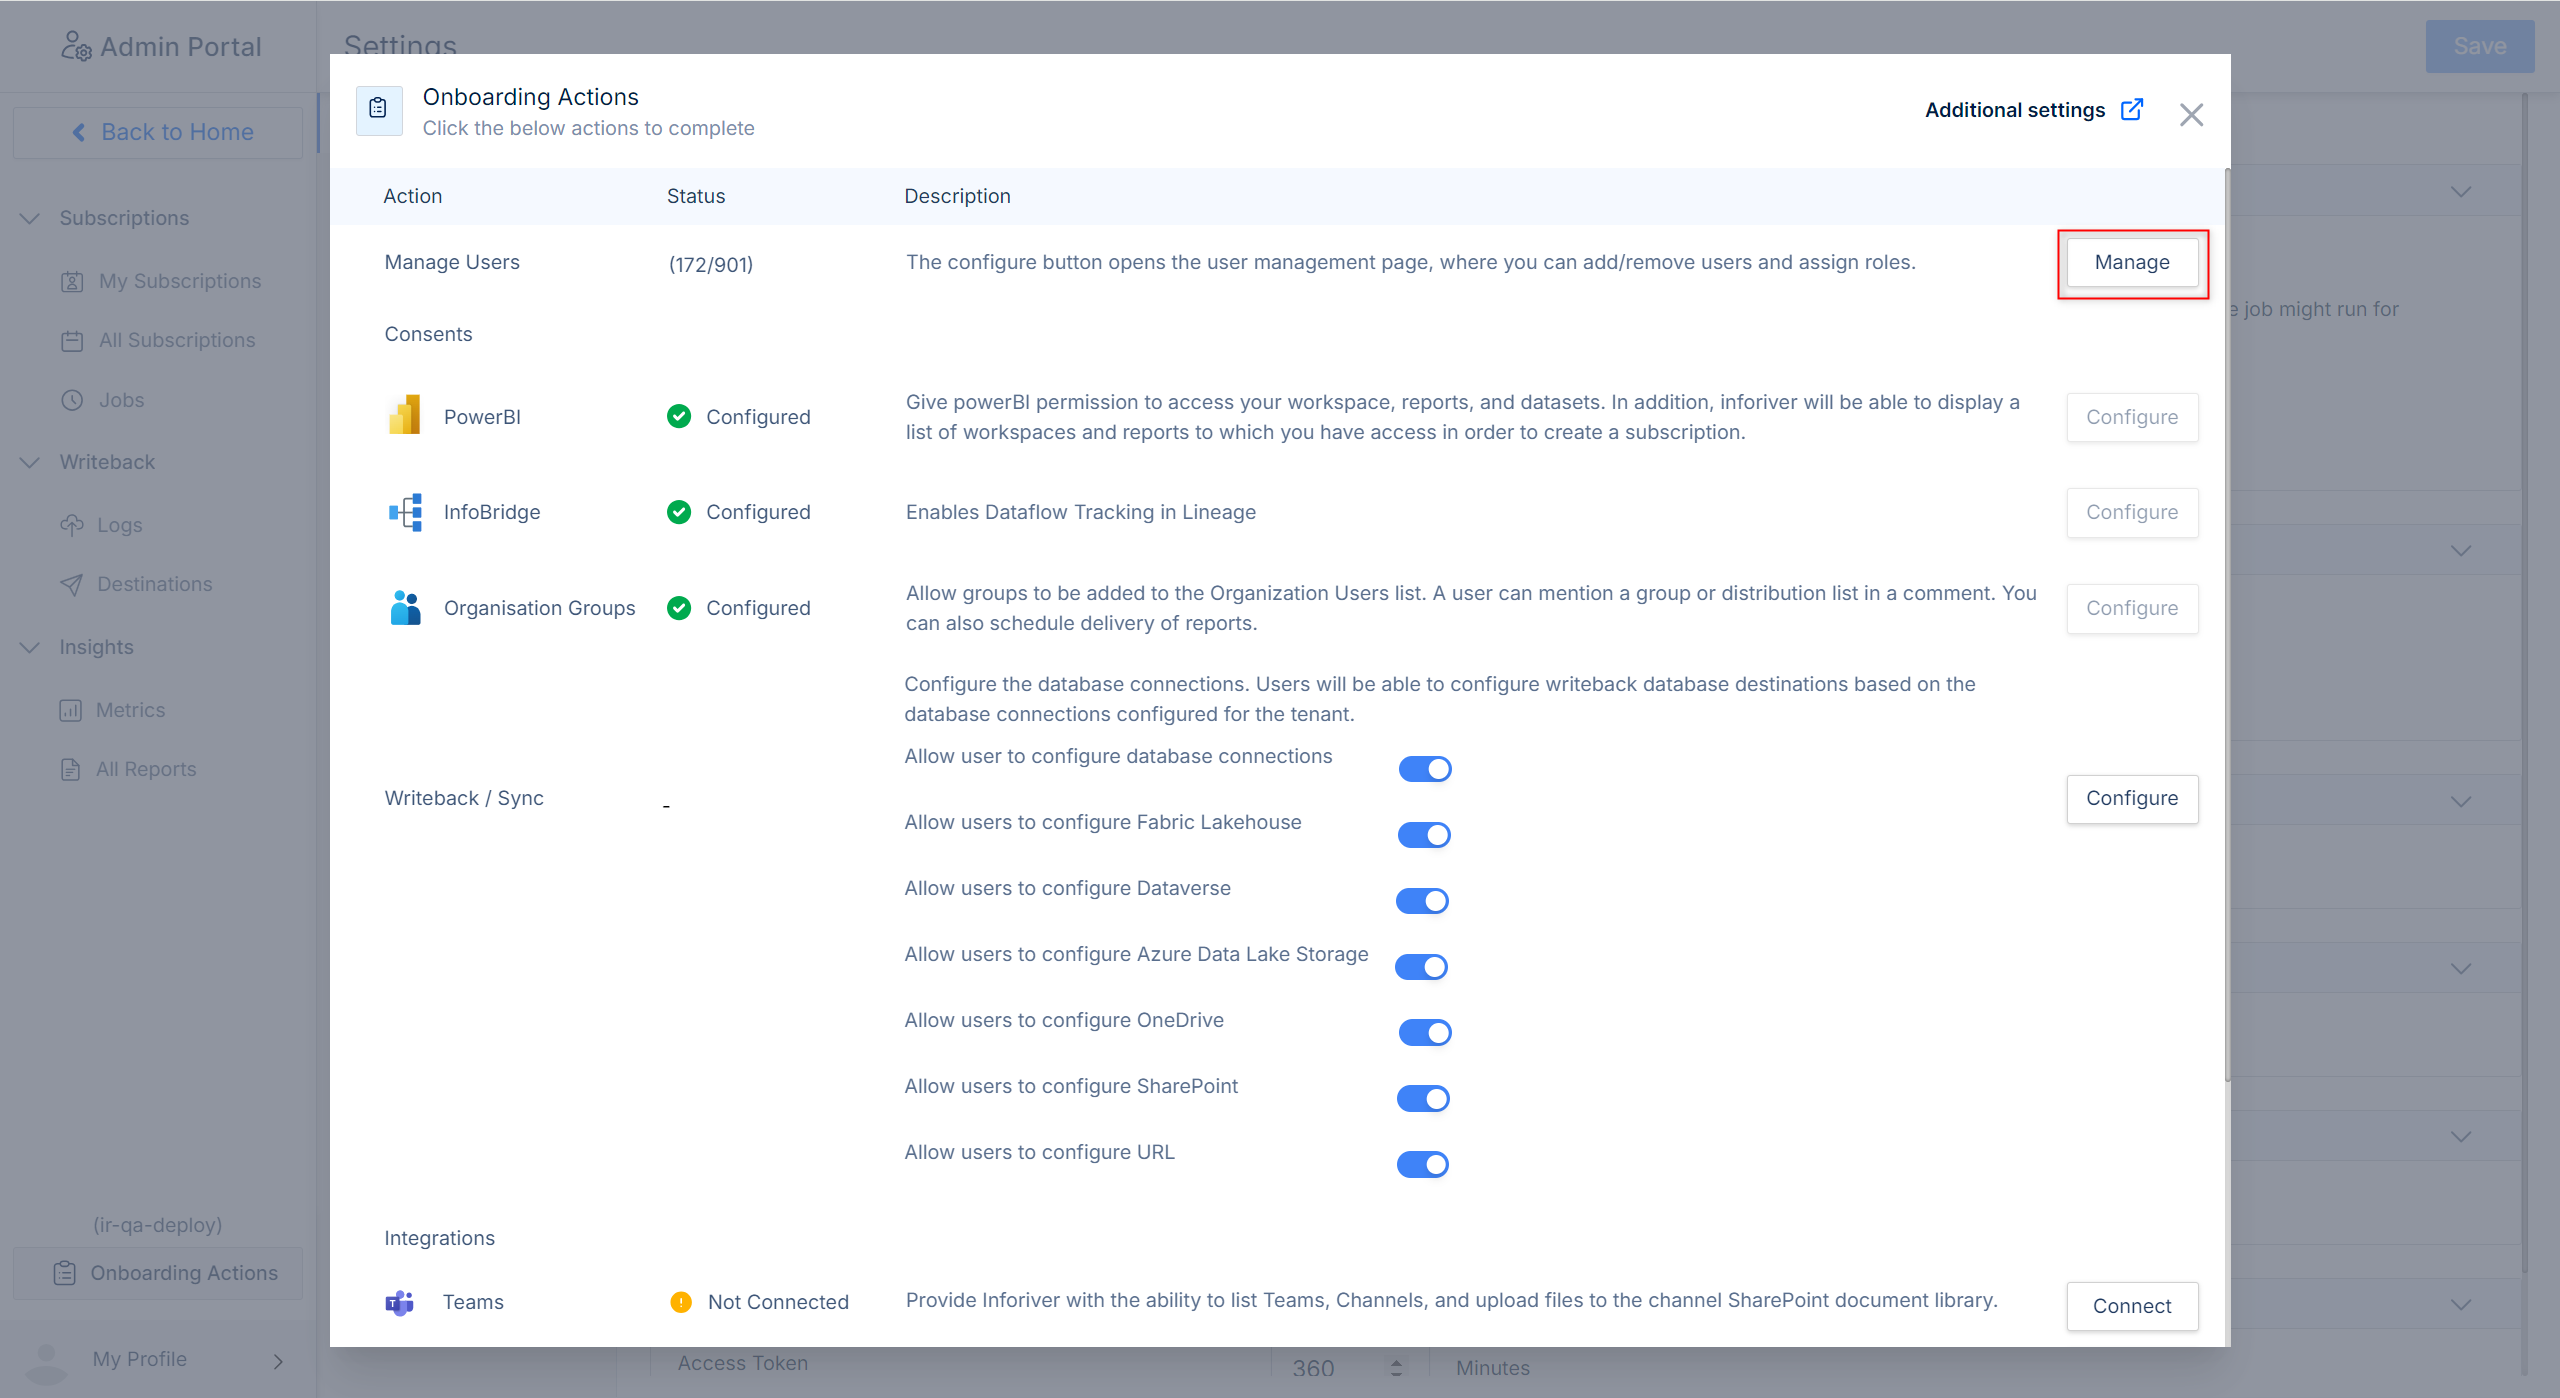 Admin Portal
Settings
Save
Back to Home
Subscriptions
My Subscriptions
All Subscriptions
Jobs
Writeback
Logs
Destinations
Insights
Metrics
All Reports
(ir-qa-deploy)
Onboarding Actions
My Profile
Onboarding Actions
Click the below actions to complete
Additional settings
Action Status Description
Manage Users (172/901) The configure button opens the user management page, where you can add/remove users and assign roles. Manage
e job might run for
Consents
PowerBI Configured Give powerBI permission to access your workspace, reports, and datasets. In addition, inforiver will be able to display a
list of workspaces and reports to which you have access in order to create a subscription.
Configure
InfoBridge Configured Enables Dataflow Tracking in Lineage Configure
Organisation Groups Configured Allow groups to be added to the Organization Users list. A user can mention a group or distribution list in a comment. You
can also schedule delivery of reports.
Configure
Configure the database connections. Users will be able to configure writeback database destinations based on the
database connections configured for the tenant.
Allow user to configure database connections
Writeback / Sync - Configure
Allow users to configure Fabric Lakehouse
Allow users to configure Dataverse
Allow users to configure Azure Data Lake Storage
Allow users to configure OneDrive
Allow users to configure SharePoint
Allow users to configure URL
Integrations
Teams Not Connected Provide Inforiver with the ability to list Teams, Channels, and upload files to the channel SharePoint document library. Connect
Access Token 360 Minutes